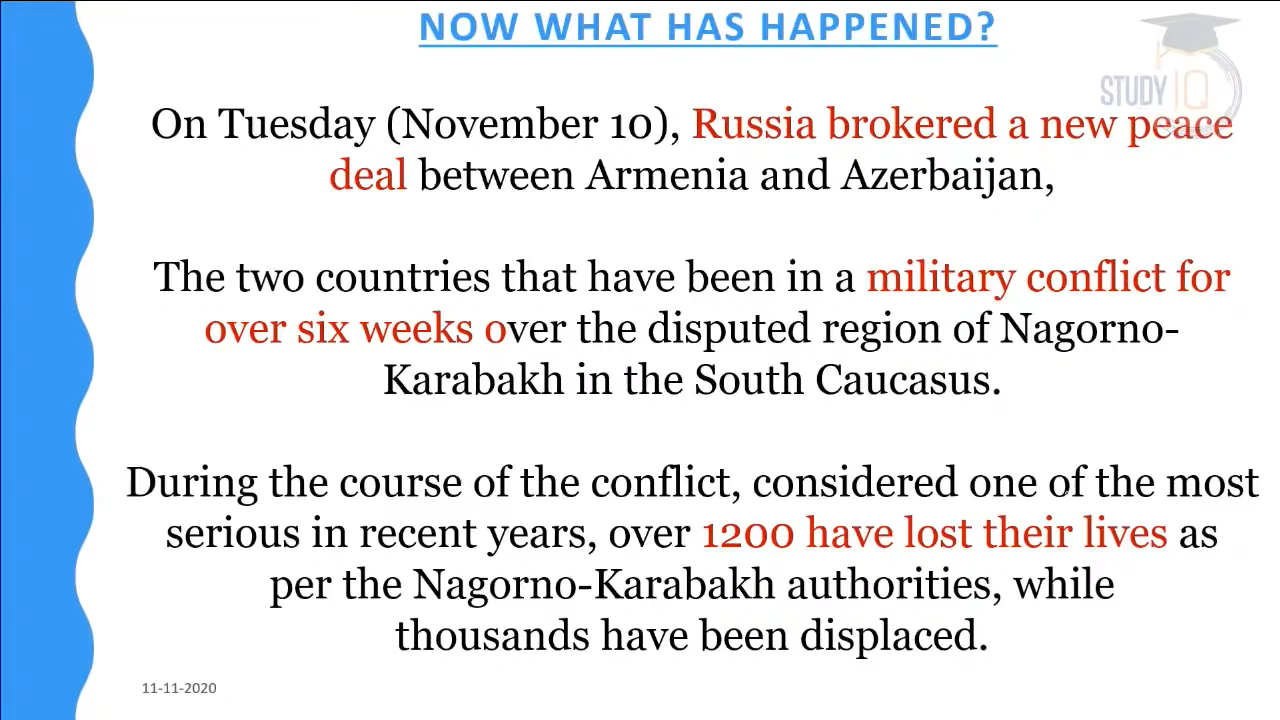 NOW WHAT HAS HAPPENED?
STUDY IQ
On Tuesday (November 10), Russia brokered a new peace
deal between Armenia and Azerbaijan,
The two countries that have been in a military conflict for
over six weeks over the disputed region of Nagorno-
Karabakh in the South Caucasus.
During the course of the conflict, considered one of the most
serious in recent years, over 1200 have lost their lives as
per the Nagorno-Karabakh authorities, while
thousands have been displaced.
11-11-2020